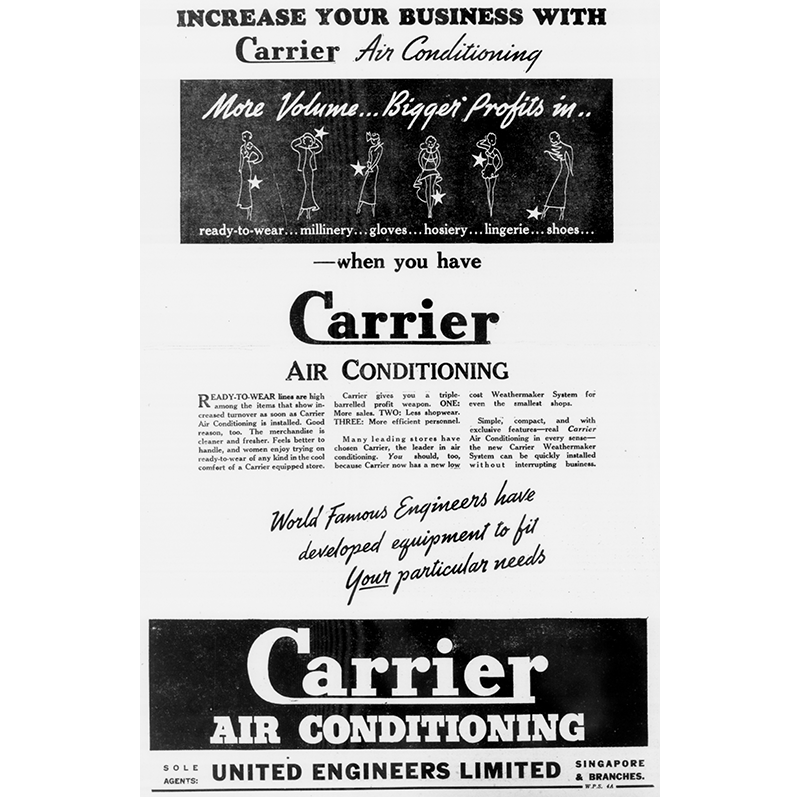 INCREASE YOUR BUSINESS WITH
Carrier Air Conditioning
More Volume... Bigger Profits in..
ready-to-wear... millinery... gloves... hosiery... lingerie... shoes...
—when you have
Carrier
AIR CONDITIONING
READY-TO-WEAR lines are high
among the items that show in-
creased turnover as soon as Carrier
Air Conditioning is installed. Good
reason, too. The merchandise is
cleaner and fresher. Feels better to
handle, and women enjoy trying on
ready-to-wear of any kind in the cool
comfort of a Carrier equipped store.
Carrier gives you a triple-
barrelled profit weapon. ONE:
More sales. TWO: Less shopwear.
THREE: More efficient personnel.
Many leading stores have
chosen Carrier, the leader in air
conditioning. You should, too,
because Carrier now has a new low
cost Weathermaker System for
even the smallest shops.
Simple, compact, and with
exclusive features—real Carrier
Air Conditioning in every sense—
the new Carrier Weathermaker
System can be quickly installed
without interrupting business.
World Famous Engineers have
developed equipment to fit
Your particular needs
Carrier
AIR CONDITIONING
SOLE
AGENTS:
UNITED ENGINEERS LIMITED
SINGAPORE
& BRANCHES.
W.P.E. 4A